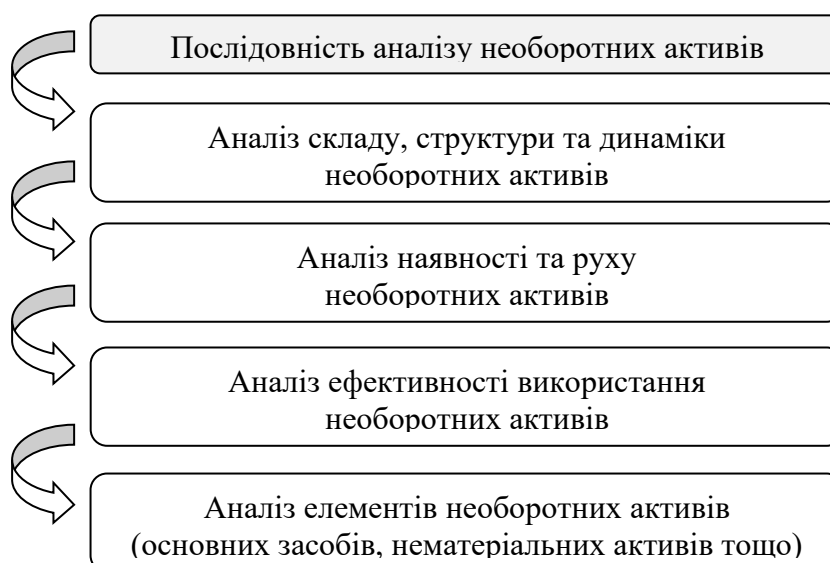 Послідовність аналізу необоротних активів
Аналіз складу, структури та динаміки
необоротних активів
Аналіз наявності та руху
необоротних активів
Аналіз ефективності використання
необоротних активів
Аналіз елементів необоротних активів
(основних засобів, нематеріальних активів тощо)